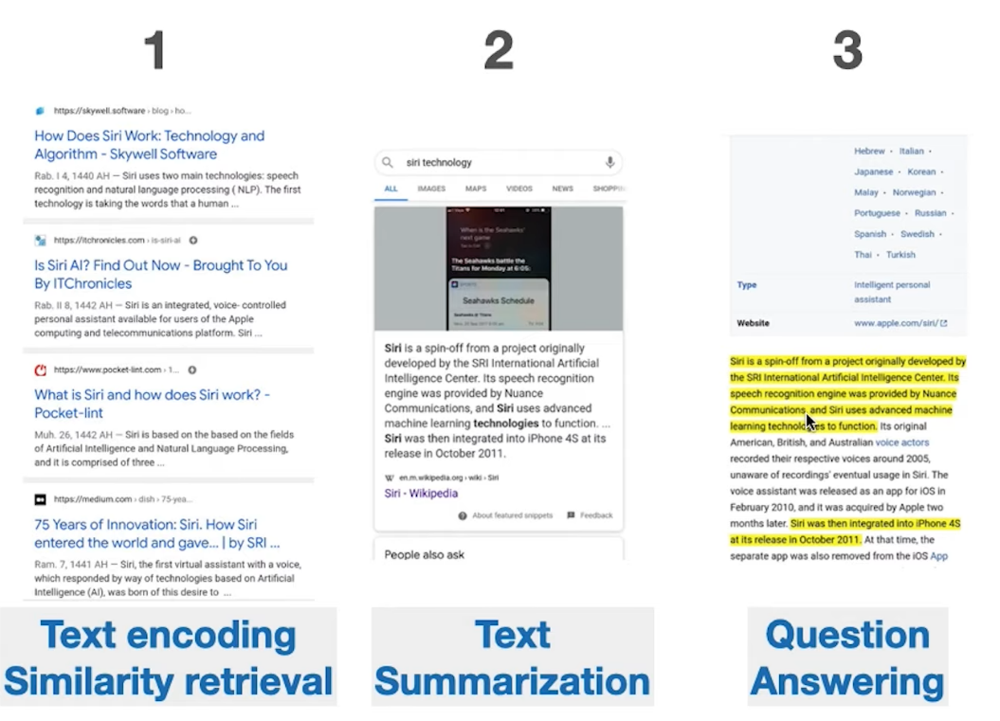 1
https://skywell.software › blog › ho...
How Does Siri Work: Technology and
Algorithm - Skywell Software
Rab. I 4, 1440 AH — Siri uses two main technologies: speech
recognition and natural language processing ( NLP). The first
technology is taking the words that a human ...
https://itchronicles.com › is-siri-ai
Is Siri AI? Find Out Now - Brought To You
By ITChronicles
Rab. II 8, 1442 AH — Siri is an integrated, voice- controlled
personal assistant available for users of the Apple
computing and telecommunications platform. Siri ...
https://www.pocket-lint.com › 1...
What is Siri and how does Siri work? -
Pocket-lint
Muh. 26, 1442 AH — Siri is based on the based on the fields
of Artificial Intelligence and Natural Language Processing,
and it is comprised of three ...
https://medium.com › dish › 75-yea...
75 Years of Innovation: Siri. How Siri
entered the world and gave... | by SRI ...
Ram. 7, 1441 AH — Siri, the first virtual assistant with a voice,
which responded by way of technologies based on Artificial
Intelligence (AI), was born of this desire to ...
Text encoding
Similarity retrieval
2
siri technology
ALL IMAGES MAPS VIDEOS NEWS SHOPPIN
When is the Seahawks'
next game
The Seahawks battle the
Titans for Monday at 6:05:
SPORTS
Seahawks Schedule
Seahawks @ Titans
Siri is a spin-off from a project originally
developed by the SRI International Artificial
Intelligence Center. Its speech recognition
engine was provided by Nuance
Communications, and Siri uses advanced
machine learning technologies to function. ...
Siri was then integrated into iPhone 4S at its
release in October 2011.
W en.m.wikipedia.org › wiki › Siri
Siri - Wikipedia
About featured snippets Feedback
People also ask
Text
Summarization
3
Hebrew · Italian ·
Japanese · Korean ·
Malay · Norwegian ·
Portuguese · Russian ·
Spanish · Swedish ·
Thai · Turkish
Type Intelligent personal
assistant
Website www.apple.com/siri/
Siri is a spin-off from a project originally developed by
the SRI International Artificial Intelligence Center. Its
speech recognition engine was provided by Nuance
Communications, and Siri uses advanced machine
learning technologies to function. Its original
American, British, and Australian voice actors
recorded their respective voices around 2005,
unaware of recordings' eventual usage in Siri. The
voice assistant was released as an app for iOS in
February 2010, and it was acquired by Apple two
months later. Siri was then integrated into iPhone 4S
at its release in October 2011. At that time, the
separate app was also removed from the iOS App
Question
Answering